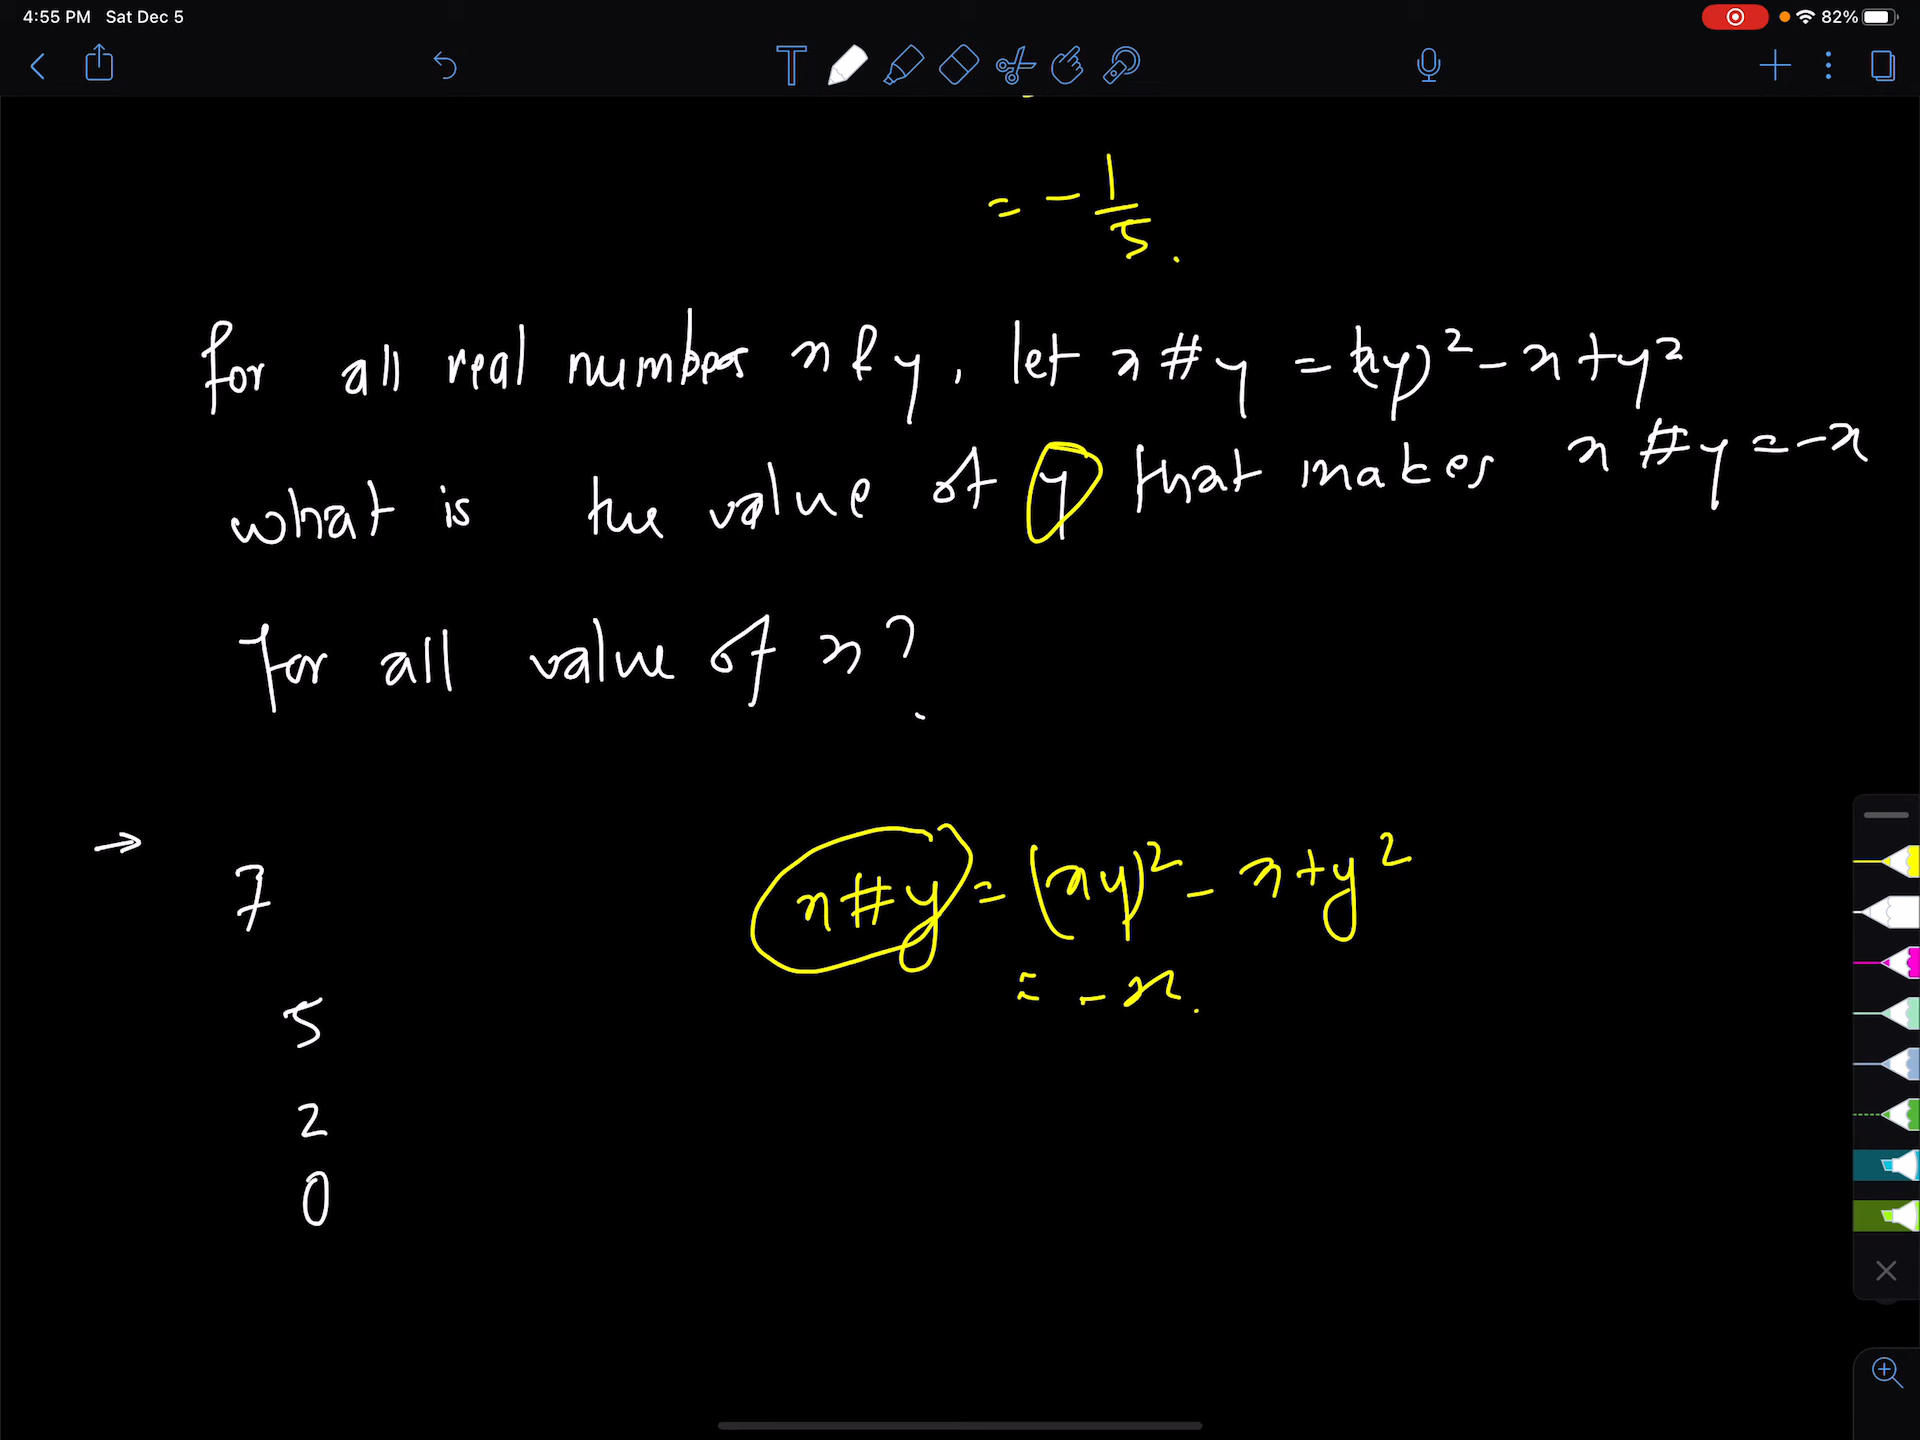 4:55 PM Sat Dec 5 82%
T
= - 1/5.
for all real numbers x & y, let x # y = (xy)² - x + y²
what is the value of y that makes x # y = -x
for all value of x?
→
7 x # y = (xy)² - x + y²
= -x.
5
2
0